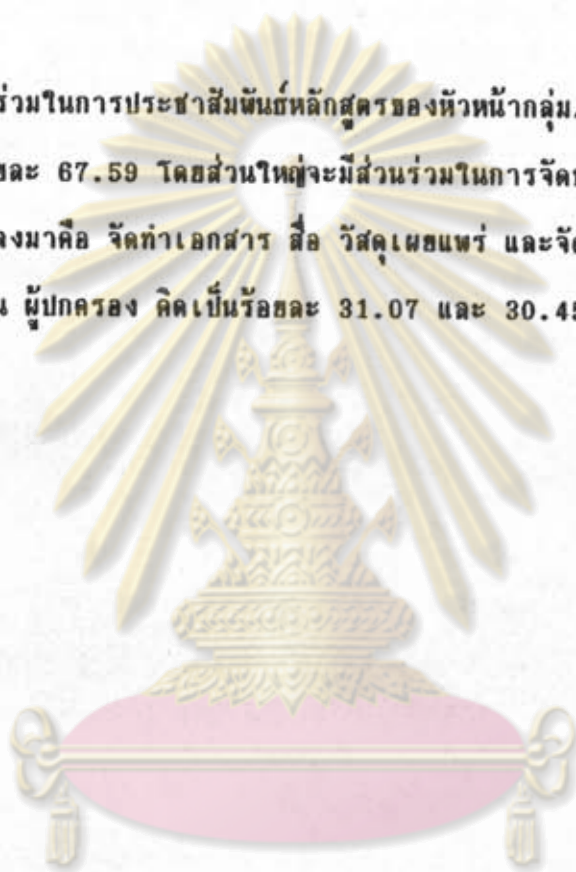 ร่วมในการประชาสัมพันธ์หลักสูตรของหัวหน้ากลุ่ม
ยละ 67.59 โดยส่วนใหญ่จะมีส่วนร่วมในการจัด
ลงมาคือ จัดทำเอกสาร สื่อ วัสดุเผยแพร่ และจั
น ผู้ปกครอง คิดเป็นร้อยละ 31.07 และ 30.45